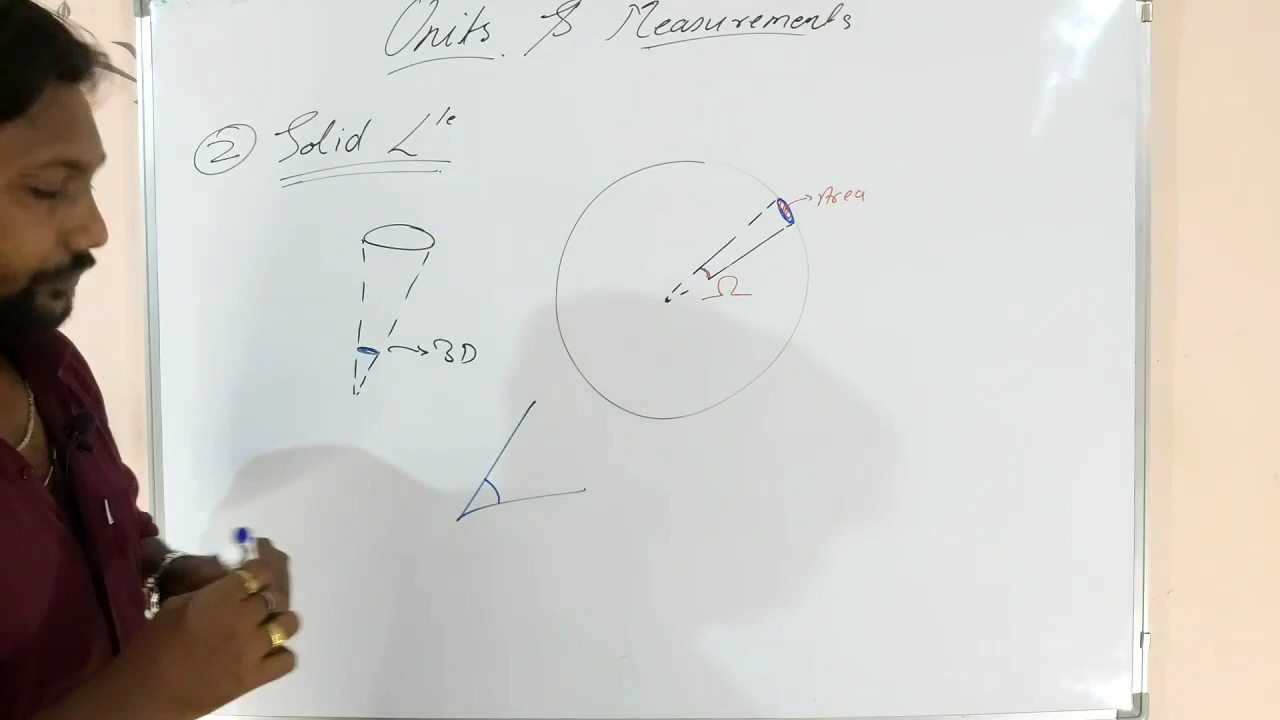 Units & Measurements
② Solid ∠le
Area
Ω
3D